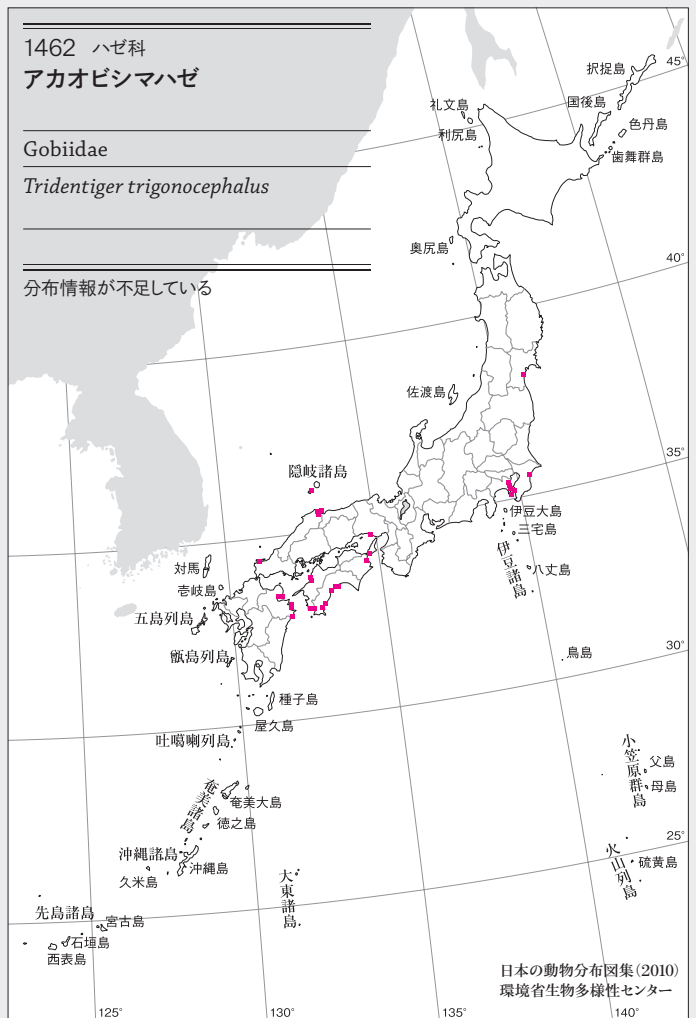 1462 ハゼ科
アカオビシマハゼ
Gobiidae
Tridentiger trigonocephalus
分布情報が不足している
45°
択捉島
国後島
色丹島
歯舞群島
礼文島
利尻島
奥尻島
40°
佐渡島
35°
隠岐諸島
伊豆大島
三宅島
伊豆諸島
八丈島
対馬
壱岐島
五島列島
甑島列島
鳥島
30°
種子島
屋久島
吐噶喇列島
小笠原群島
父島
母島
奄美諸島
奄美大島
徳之島
25°
沖縄諸島
沖縄島
久米島
火山列島
硫黄島
大東諸島
先島諸島
宮古島
石垣島
西表島
日本の動物分布図集(2010)
環境省生物多様性センター
125°
130°
135°
140°